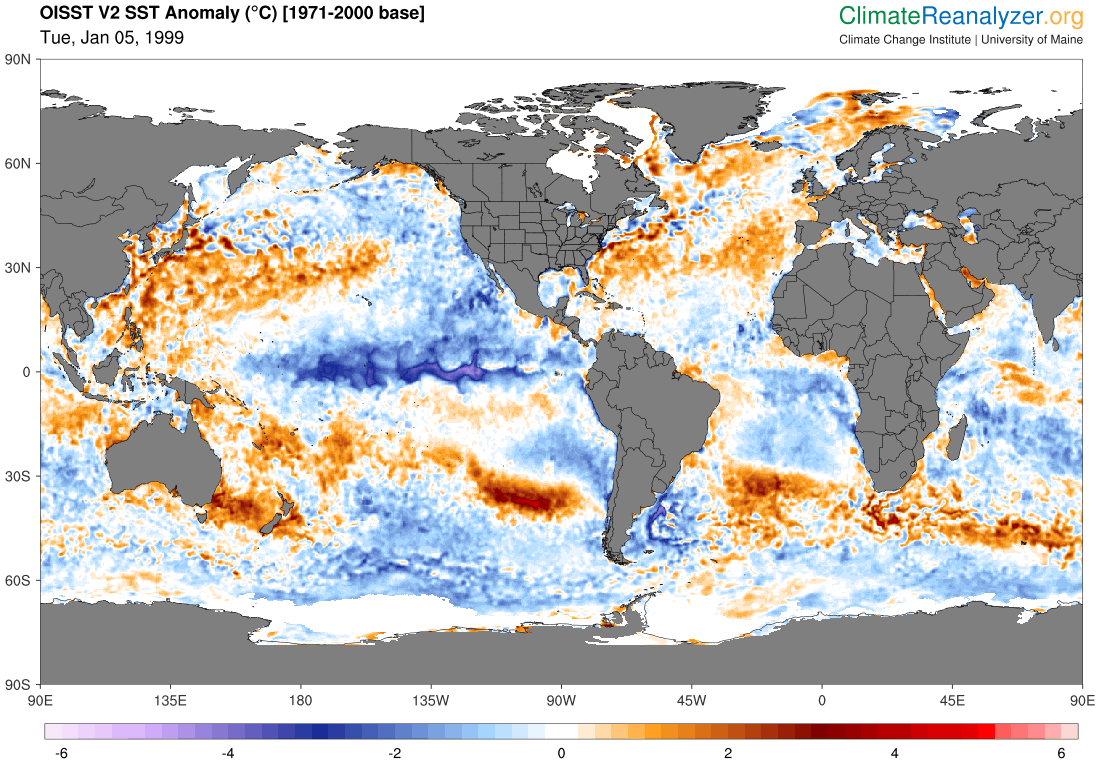 OISST V2 SST Anomaly (°C) [1971-2000 base]
ClimateReanalyzer.org
Tue, Jan 05, 1999
Climate Change Institute | University of Maine
90N
60N
30N
0
30S
60S
90S
90E 135E 180 135W 90W 45W 0 45E 90E
-6 -4 -2 0 2 4 6